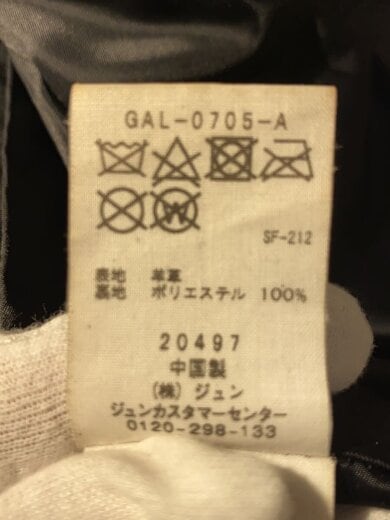 GAL-0705-A
W
SF-212
表地 羊革
裏地 ポリエステル 100%
20497
中国製
(株) ジュン
ジュンカスタマーセンター
0120-298-133